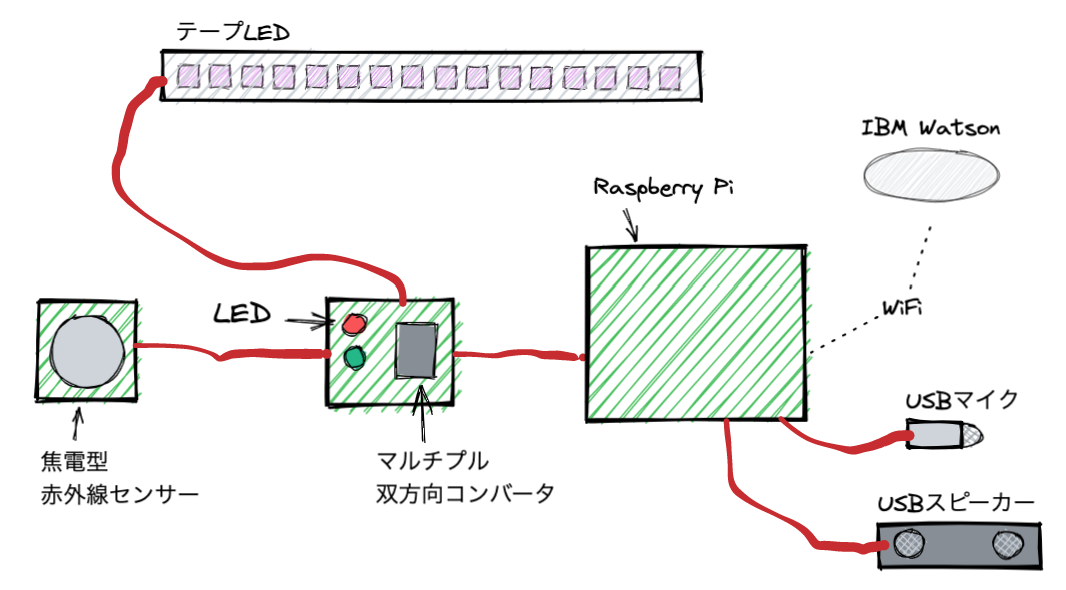 テープLED
IBM Watson
Raspberry Pi
LED
WiFi
USBマイク
焦電型
赤外線センサー
マルチプル
双方向コンバータ
USBスピーカー